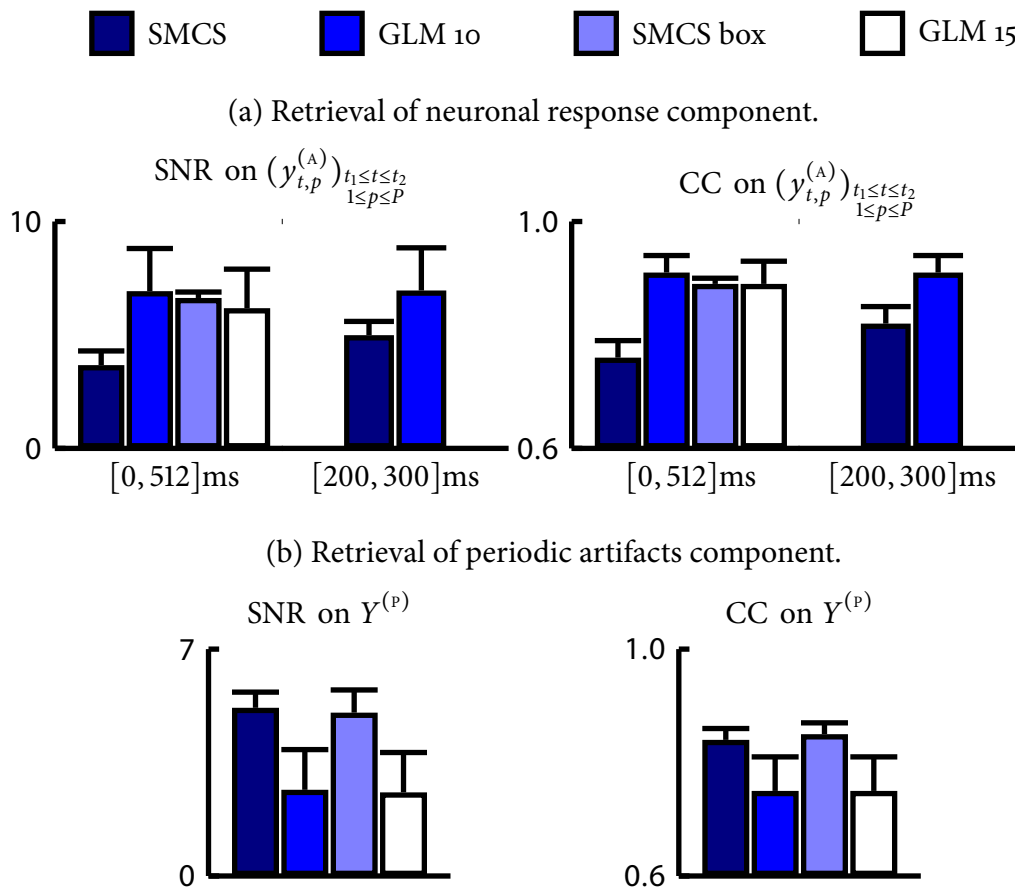 SMCS GLM 10 SMCS box GLM 15
(a) Retrieval of neuronal response component.
SNR on (y_{t,p}^{(A)})_{t_1≤t≤t_2, 1≤p≤P} CC on (y_{t,p}^{(A)})_{t_1≤t≤t_2, 1≤p≤P}
10 1.0
0 0.6
[0, 512]ms [200, 300]ms [0, 512]ms [200, 300]ms
(b) Retrieval of periodic artifacts component.
SNR on Y^{(P)} CC on Y^{(P)}
7 1.0
0 0.6